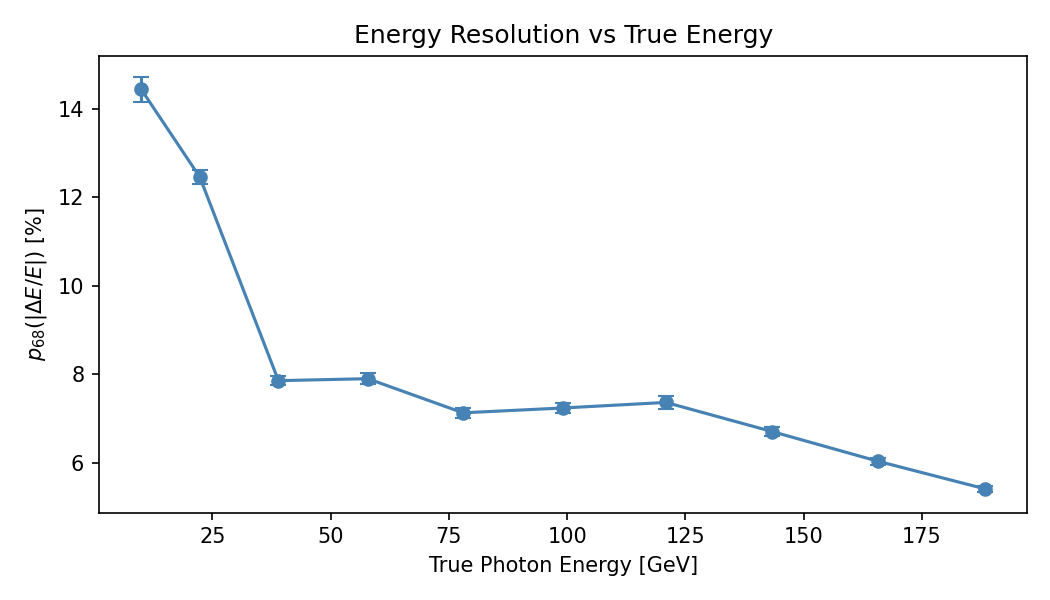 Energy Resolution vs True Energy
p68(|ΔE/E|) [%]
14
12
10
8
6
25 50 75 100 125 150 175
True Photon Energy [GeV]